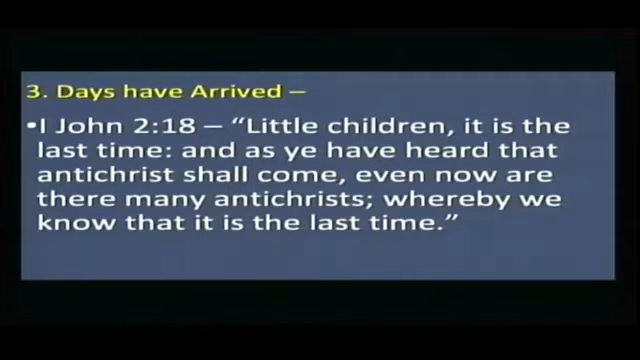 3. Days have Arrived –
•I John 2:18 – “Little children, it is the
last time: and as ye have heard that
antichrist shall come, even now are
there many antichrists; whereby we
know that it is the last time.”